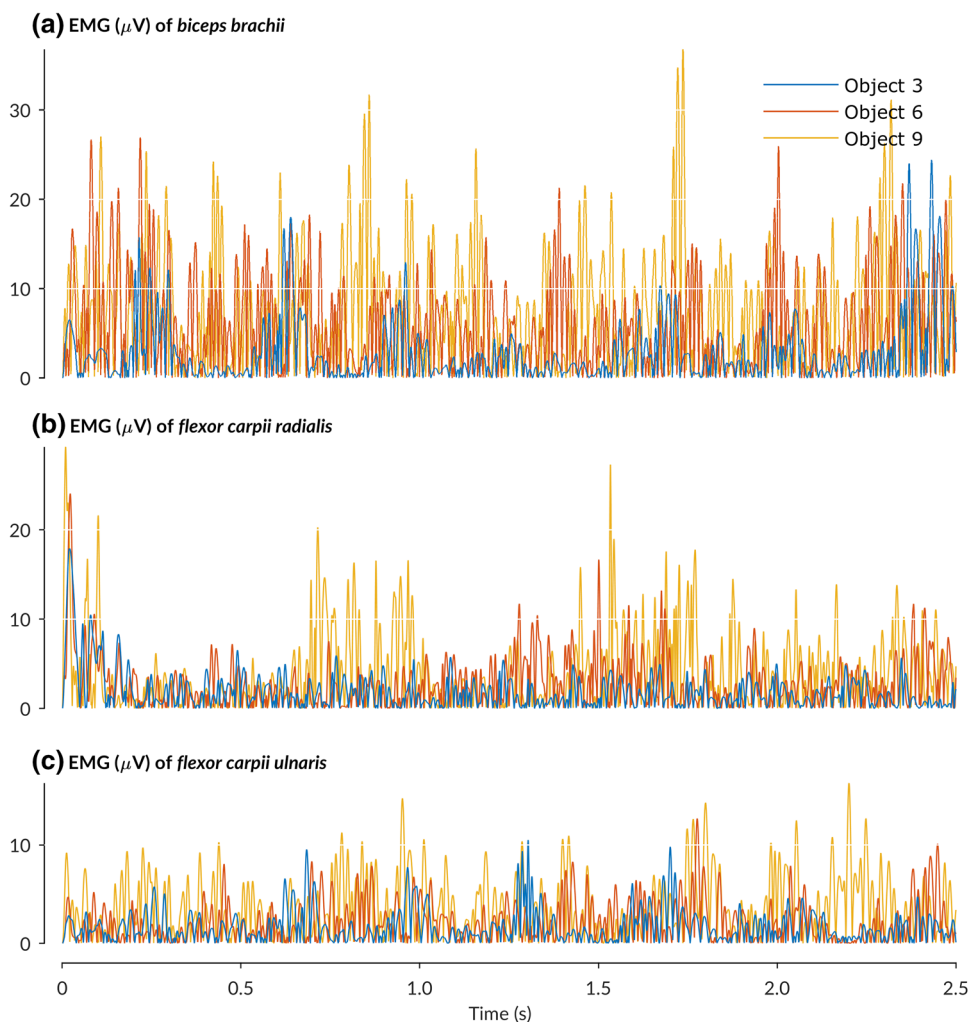 (a) EMG (μV) of biceps brachii
30
20
10
0
Object 3
Object 6
Object 9
(b) EMG (μV) of flexor carpii radialis
20
10
0
(c) EMG (μV) of flexor carpii ulnaris
10
0
0 0.5 1.0 1.5 2.0 2.5
Time (s)